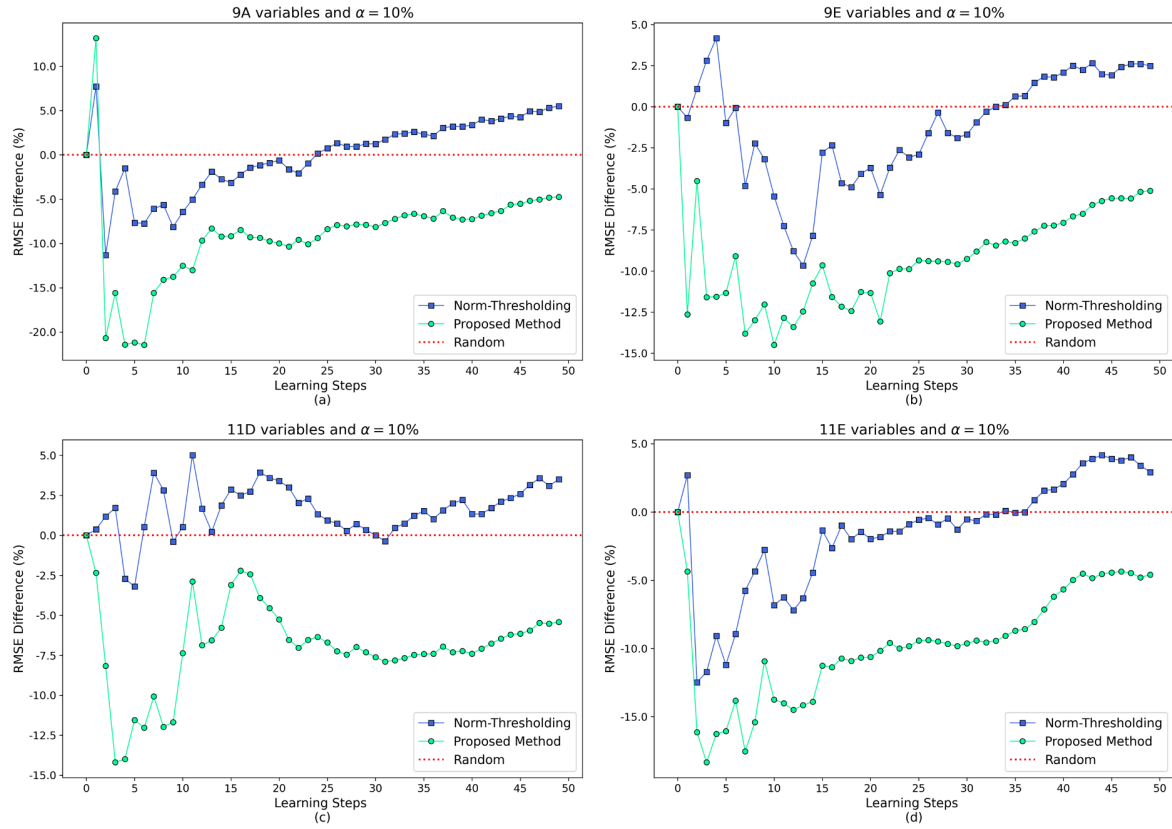 9A variables and α = 10%
RMSE Difference (%)
10.0
5.0
0.0
-5.0
-10.0
-15.0
-20.0
Norm-Thresholding
Proposed Method
Random
0 5 10 15 20 25 30 35 40 45 50
Learning Steps
(a)
9E variables and α = 10%
RMSE Difference (%)
5.0
2.5
0.0
-2.5
-5.0
-7.5
-10.0
-12.5
-15.0
Norm-Thresholding
Proposed Method
Random
0 5 10 15 20 25 30 35 40 45 50
Learning Steps
(b)
11D variables and α = 10%
RMSE Difference (%)
5.0
2.5
0.0
-2.5
-5.0
-7.5
-10.0
-12.5
-15.0
Norm-Thresholding
Proposed Method
Random
0 5 10 15 20 25 30 35 40 45 50
Learning Steps
(c)
11E variables and α = 10%
RMSE Difference (%)
5.0
0.0
-5.0
-10.0
-15.0
Norm-Thresholding
Proposed Method
Random
0 5 10 15 20 25 30 35 40 45 50
Learning Steps
(d)